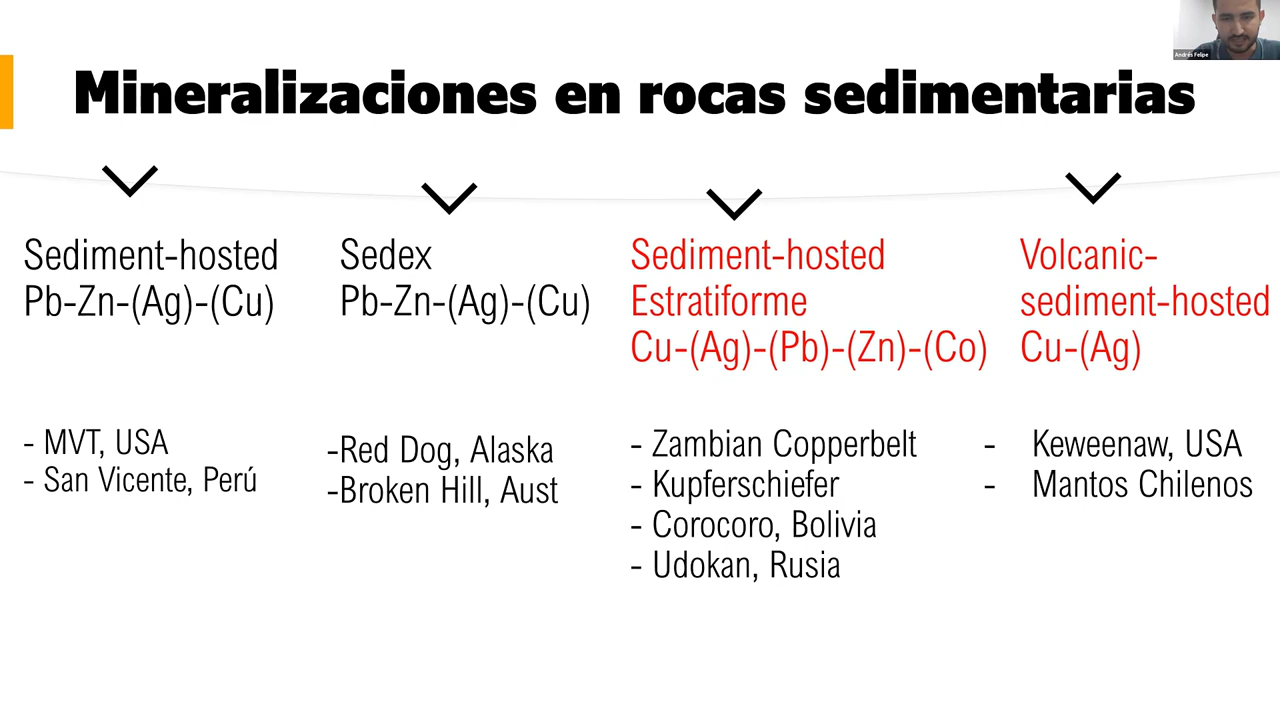 Andrés Felipe
Mineralizaciones en rocas sedimentarias
Sediment-hosted
Pb-Zn-(Ag)-(Cu)
- MVT, USA
- San Vicente, Perú
Sedex
Pb-Zn-(Ag)-(Cu)
-Red Dog, Alaska
-Broken Hill, Aust
Sediment-hosted
Estratiforme
Cu-(Ag)-(Pb)-(Zn)-(Co)
- Zambian Copperbelt
- Kupferschiefer
- Corocoro, Bolivia
- Udokan, Rusia
Volcanic-
sediment-hosted
Cu-(Ag)
- Keweenaw, USA
- Mantos Chilenos